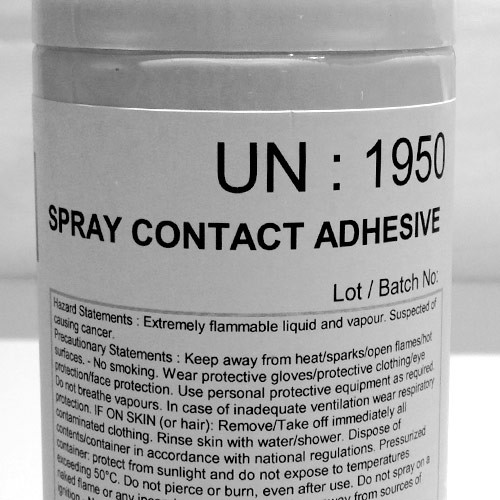 UN : 1950
SPRAY CONTACT ADHESIVE
Lot / Batch No:
Hazard Statements : Extremely flammable liquid and vapour. Suspected of
causing cancer.
Precautionary Statements : Keep away from heat/sparks/open flames/hot
surfaces. - No smoking. Wear protective gloves/protective clothing/eye
protection/face protection. Use personal protective equipment as required.
Do not breathe vapours. In case of inadequate ventilation wear respiratory
protection. IF ON SKIN (or hair): Remove/Take off immediately all
contaminated clothing. Rinse skin with water/shower. Dispose of
contents/container in accordance with national regulations. Pressurized
container: protect from sunlight and do not expose to temperatures
exceeding 50°C. Do not pierce or burn, even after use. Do not spray on a
naked flame or any away from sources of